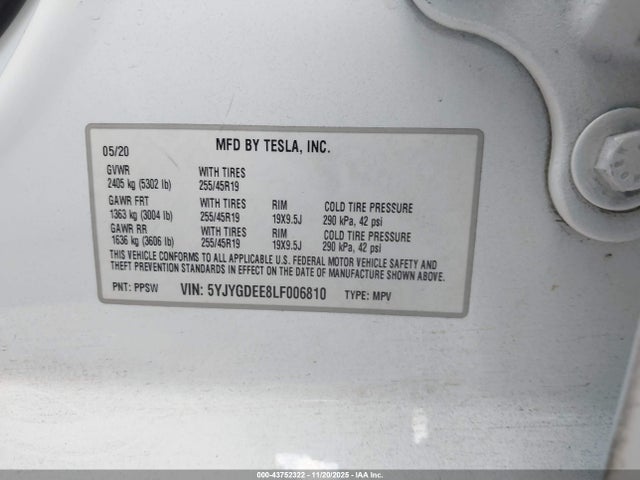 MFD BY TESLA, INC.
05/20
GVWR WITH TIRES
2405 kg (5302 lb) 255/45R19
GAWR FRT WITH TIRES RIM COLD TIRE PRESSURE
1363 kg (3004 lb) 255/45R19 19X9.5J 290 kPa, 42 psi
GAWR RR WITH TIRES RIM COLD TIRE PRESSURE
1636 kg (3606 lb) 255/45R19 19X9.5J 290 kPa, 42 psi
THIS VEHICLE CONFORMS TO ALL APPLICABLE U.S. FEDERAL MOTOR VEHICLE SAFETY AND
THEFT PREVENTION STANDARDS IN EFFECT ON THE DATE OF MANUFACTURE SHOWN ABOVE.
PNT: PPSW VIN: 5YJYGDEE8LF006810 TYPE: MPV
000-43752322 | 11/20/2025 - IAAI.COM